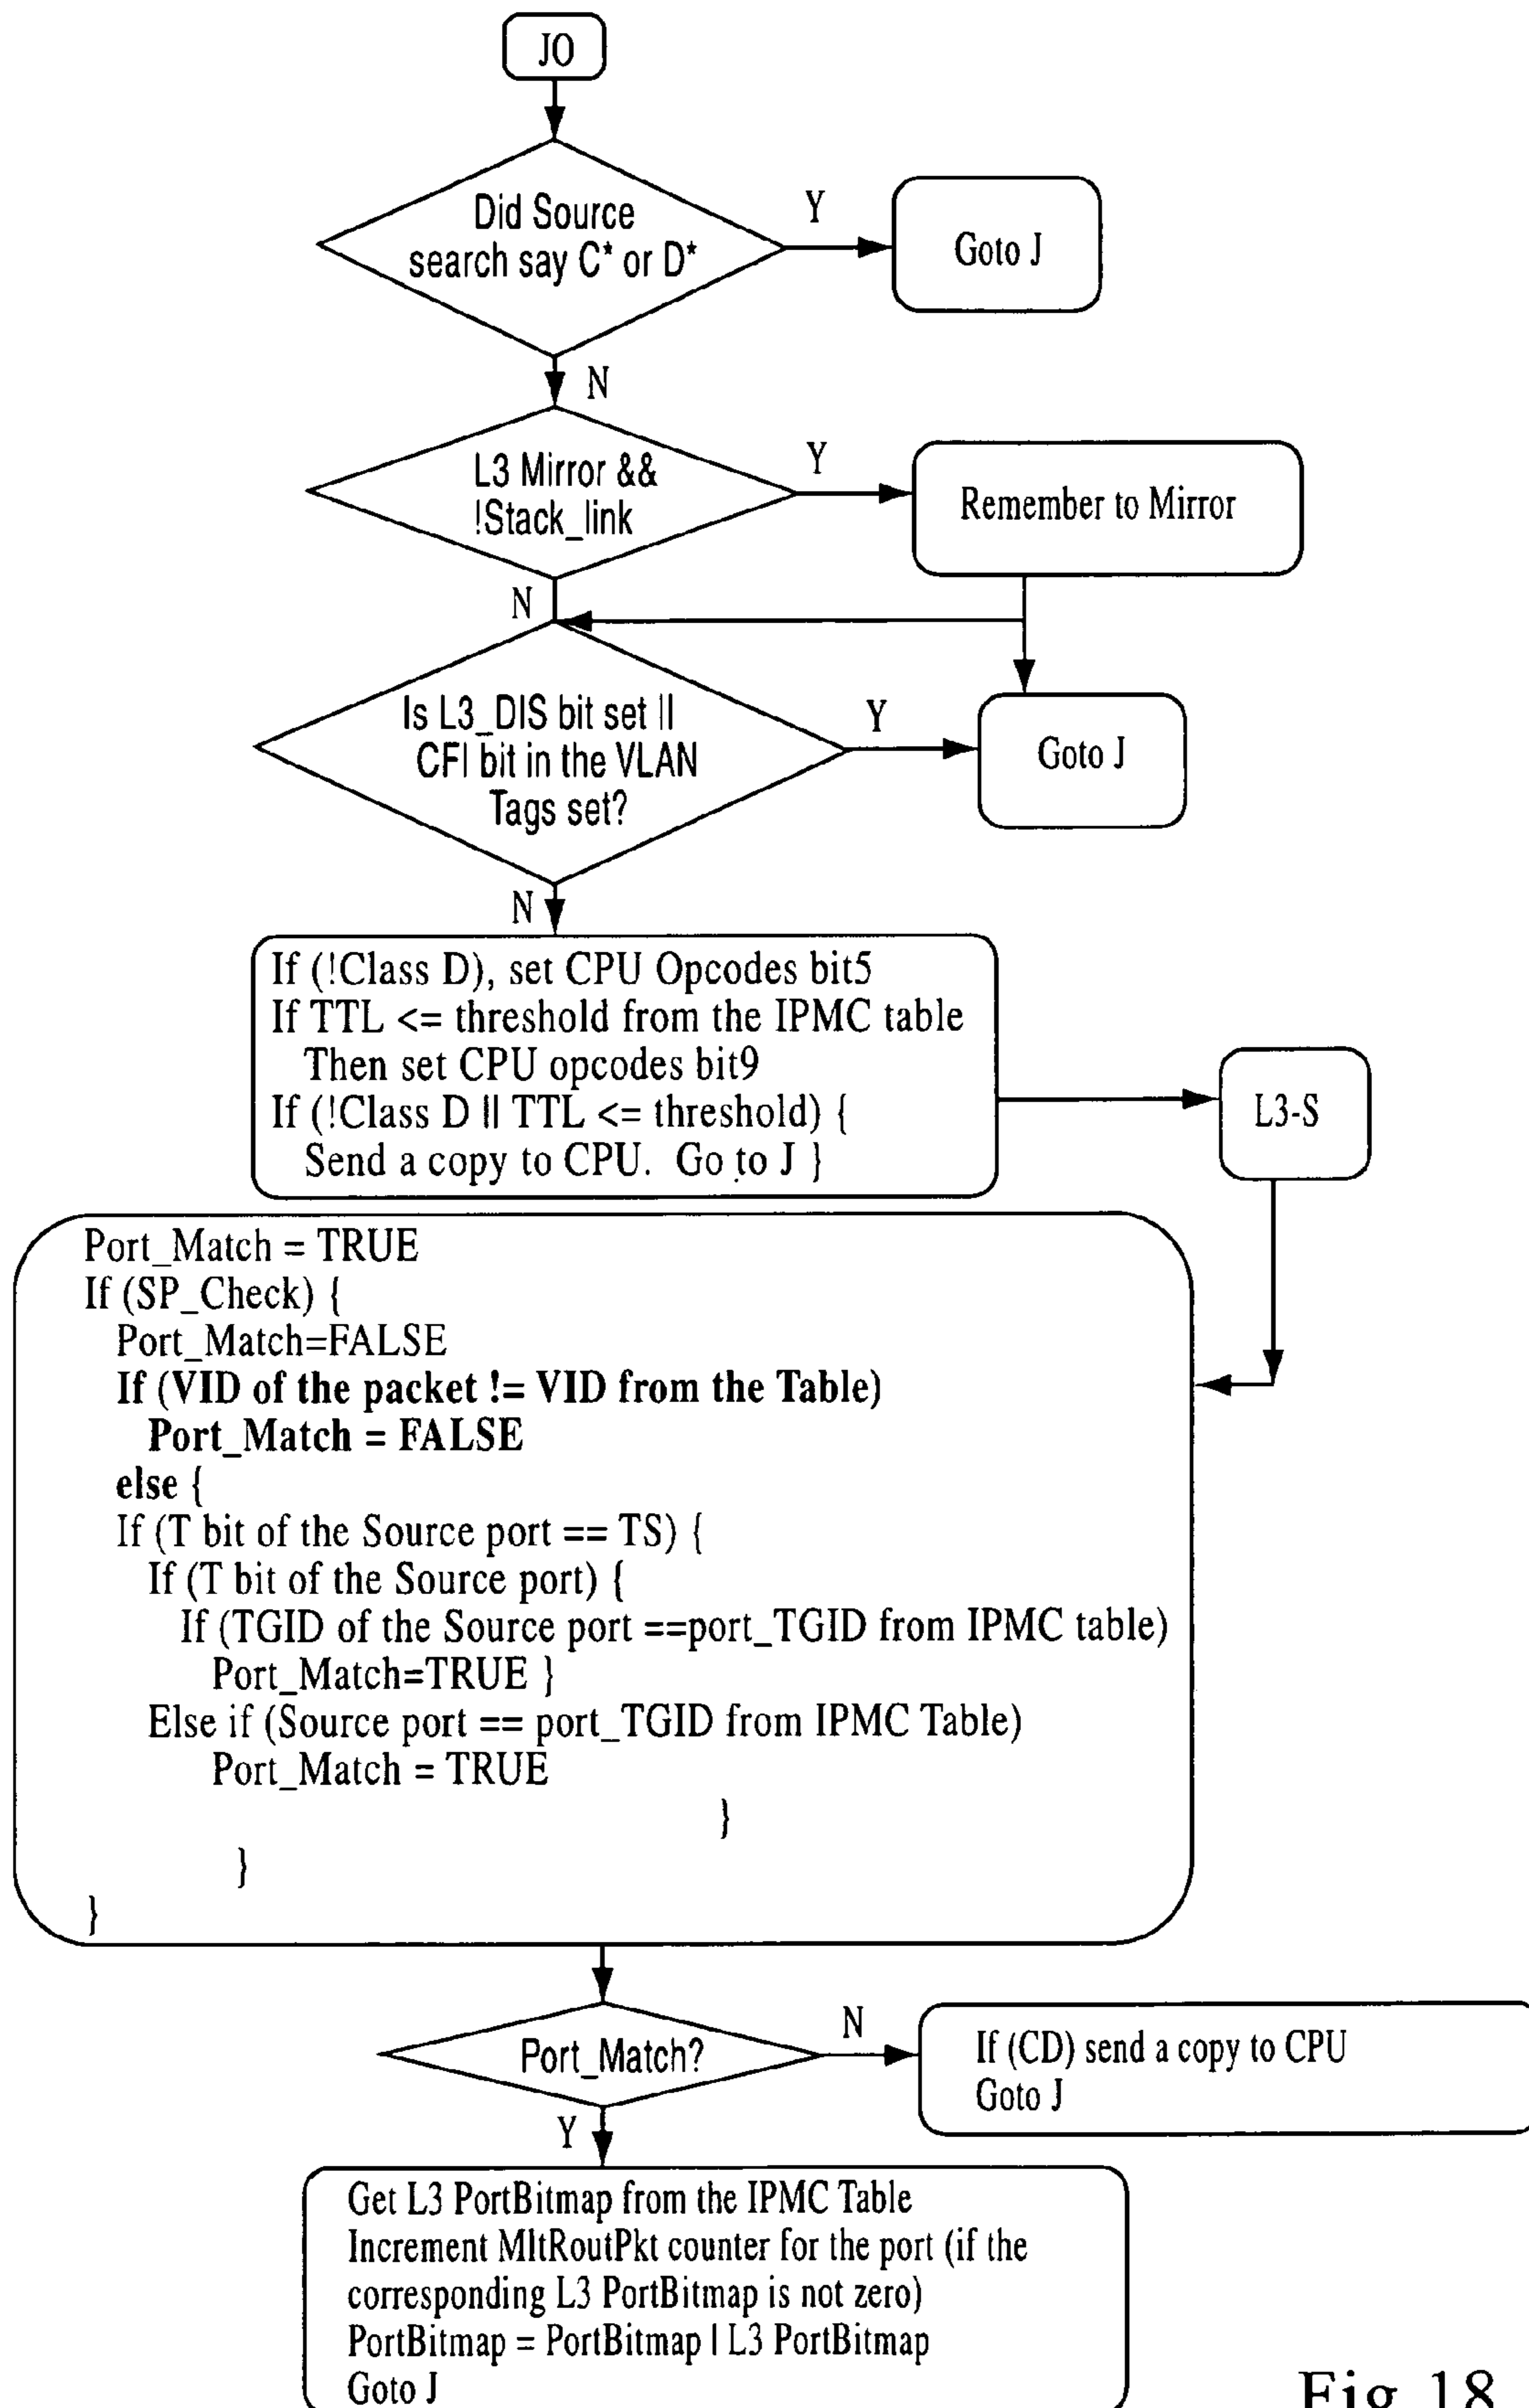 JO
Did Source
search say C* or D*
Y
Goto J
N
L3 Mirror &&
!Stack_link
Y
Remember to Mirror
N
Is L3_DIS bit set ||
CFI bit in the VLAN
Tags set?
Y
Goto J
N
If (!Class D), set CPU Opcodes bit5
If TTL <= threshold from the IPMC table
Then set CPU opcodes bit9
If (!Class D || TTL <= threshold) {
Send a copy to CPU. Go to J }
L3-S
Port_Match = TRUE
If (SP_Check) {
Port_Match=FALSE
If (VID of the packet != VID from the Table)
Port_Match = FALSE
else {
If (T bit of the Source port == TS) {
If (T bit of the Source port) {
If (TGID of the Source port ==port_TGID from IPMC table)
Port_Match=TRUE }
Else if (Source port == port_TGID from IPMC Table)
Port_Match = TRUE
}
}
}
Port_Match?
N
If (CD) send a copy to CPU
Goto J
Y
Get L3 PortBitmap from the IPMC Table
Increment MltRoutPkt counter for the port (if the
corresponding L3 PortBitmap is not zero)
PortBitmap = PortBitmap | L3 PortBitmap
Goto J
Fig 18